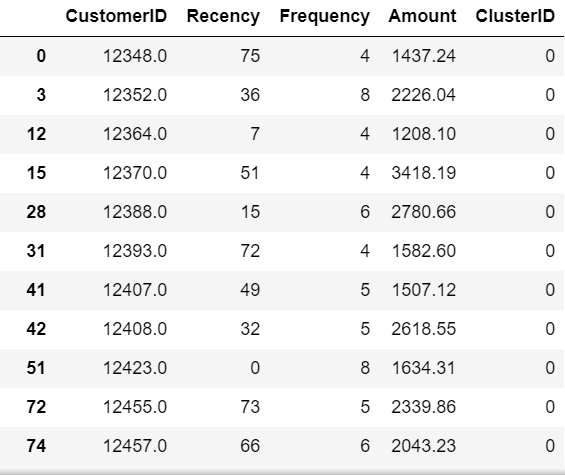 CustomerID Recency Frequency Amount ClusterID
0 12348.0 75 4 1437.24 0
3 12352.0 36 8 2226.04 0
12 12364.0 7 4 1208.10 0
15 12370.0 51 4 3418.19 0
28 12388.0 15 6 2780.66 0
31 12393.0 72 4 1582.60 0
41 12407.0 49 5 1507.12 0
42 12408.0 32 5 2618.55 0
51 12423.0 0 8 1634.31 0
72 12455.0 73 5 2339.86 0
74 12457.0 66 6 2043.23 0